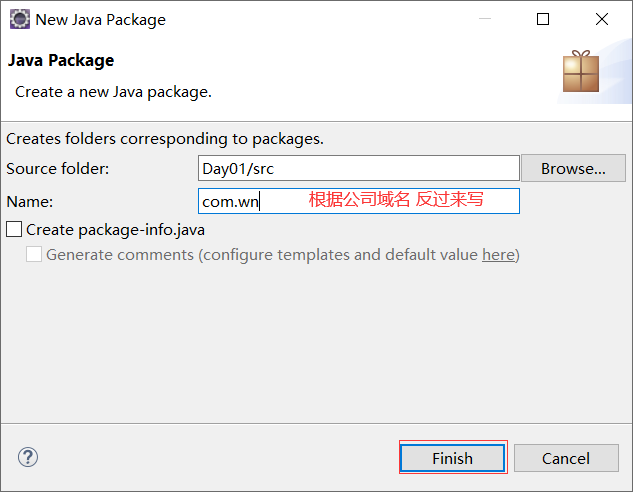 New Java Package
Java Package
Create a new Java package.
Creates folders corresponding to packages.
Source folder: Day01/src Browse...
Name: com.wn 根据公司域名 反过来写
Create package-info.java
Generate comments (configure templates and default value here)
? Finish Cancel